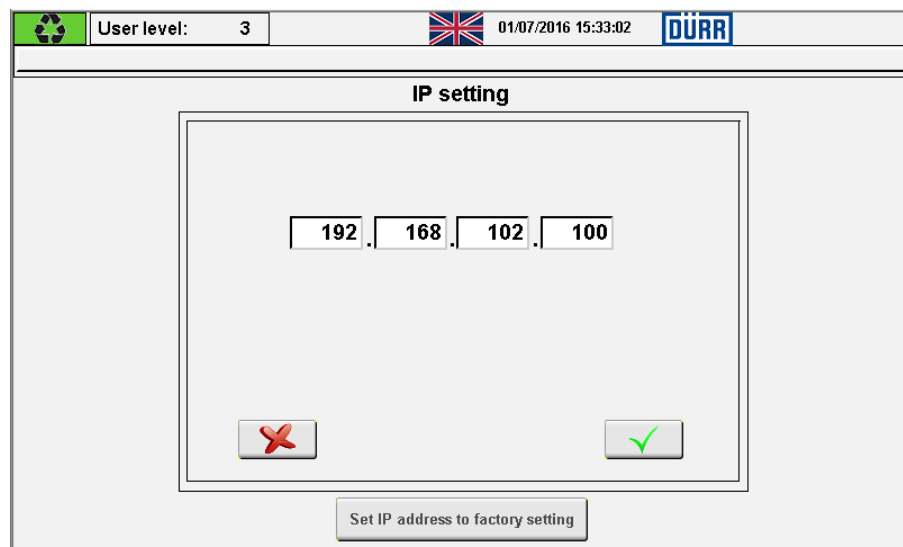 User level: 3 01/07/2016 15:33:02 DÜRR
IP setting
192 . 168 . 102 . 100
Set IP address to factory setting